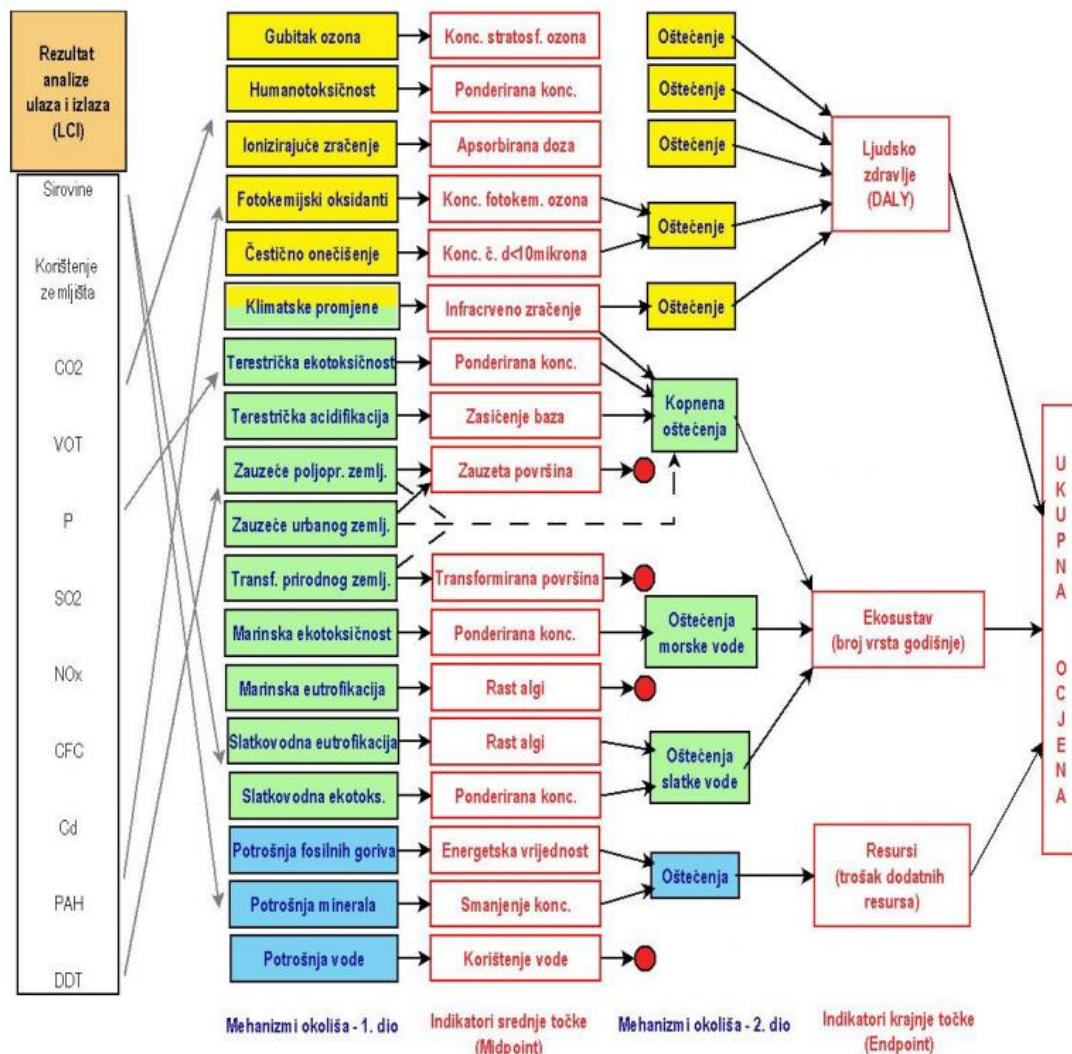 Rezultat
analize
ulaza i izlaza
(LCI)
Sirovine
Korištenje
zemljišta
CO2
VOT
P
SO2
NOx
CFC
Cd
PAH
DDT
Gubitak ozona
Humanotoksičnost
Ionizirajuće zračenje
Fotokemijski oksidanti
Čestično onečišenje
Klimatske promjene
Terestrička ekotoksičnost
Terestrička acidifikacija
Zauzeće poljopr. zemlj.
Zauzeće urbanog zemlj.
Transf. prirodnog zemlj.
Marinska ekotoksičnost
Marinska eutrofikacija
Slatkovodna eutrofikacija
Slatkovodna ekotoks.
Potrošnja fosilnih goriva
Potrošnja minerala
Potrošnja vode
Mehanizmi okoliša - 1. dio
Konc. stratosf. ozona
Ponderirana konc.
Apsorbirana doza
Konc. fotokem. ozona
Konc. č. d<10mikrona
Infracrveno zračenje
Ponderirana konc.
Zasićenje baza
Zauzeta površina
Transformirana površina
Ponderirana konc.
Rast algi
Rast algi
Ponderirana konc.
Energetska vrijednost
Smanjenje konc.
Korištenje vode
Indikatori srednje točke
(Midpoint)
Oštećenje
Oštećenje
Oštećenje
Oštećenje
Oštećenje
Kopnena
oštećenja
Oštećenja
morske vode
Oštećenja
slatke vode
Oštećenja
Mehanizmi okoliša - 2. dio
Ljudsko
zdravlje
(DALY)
Ekosustav
(broj vrsta godišnje)
Resursi
(trošak dodatnih
resursa)
Indikatori krajnje točke
(Endpoint)
UKUPNA
OCJENA